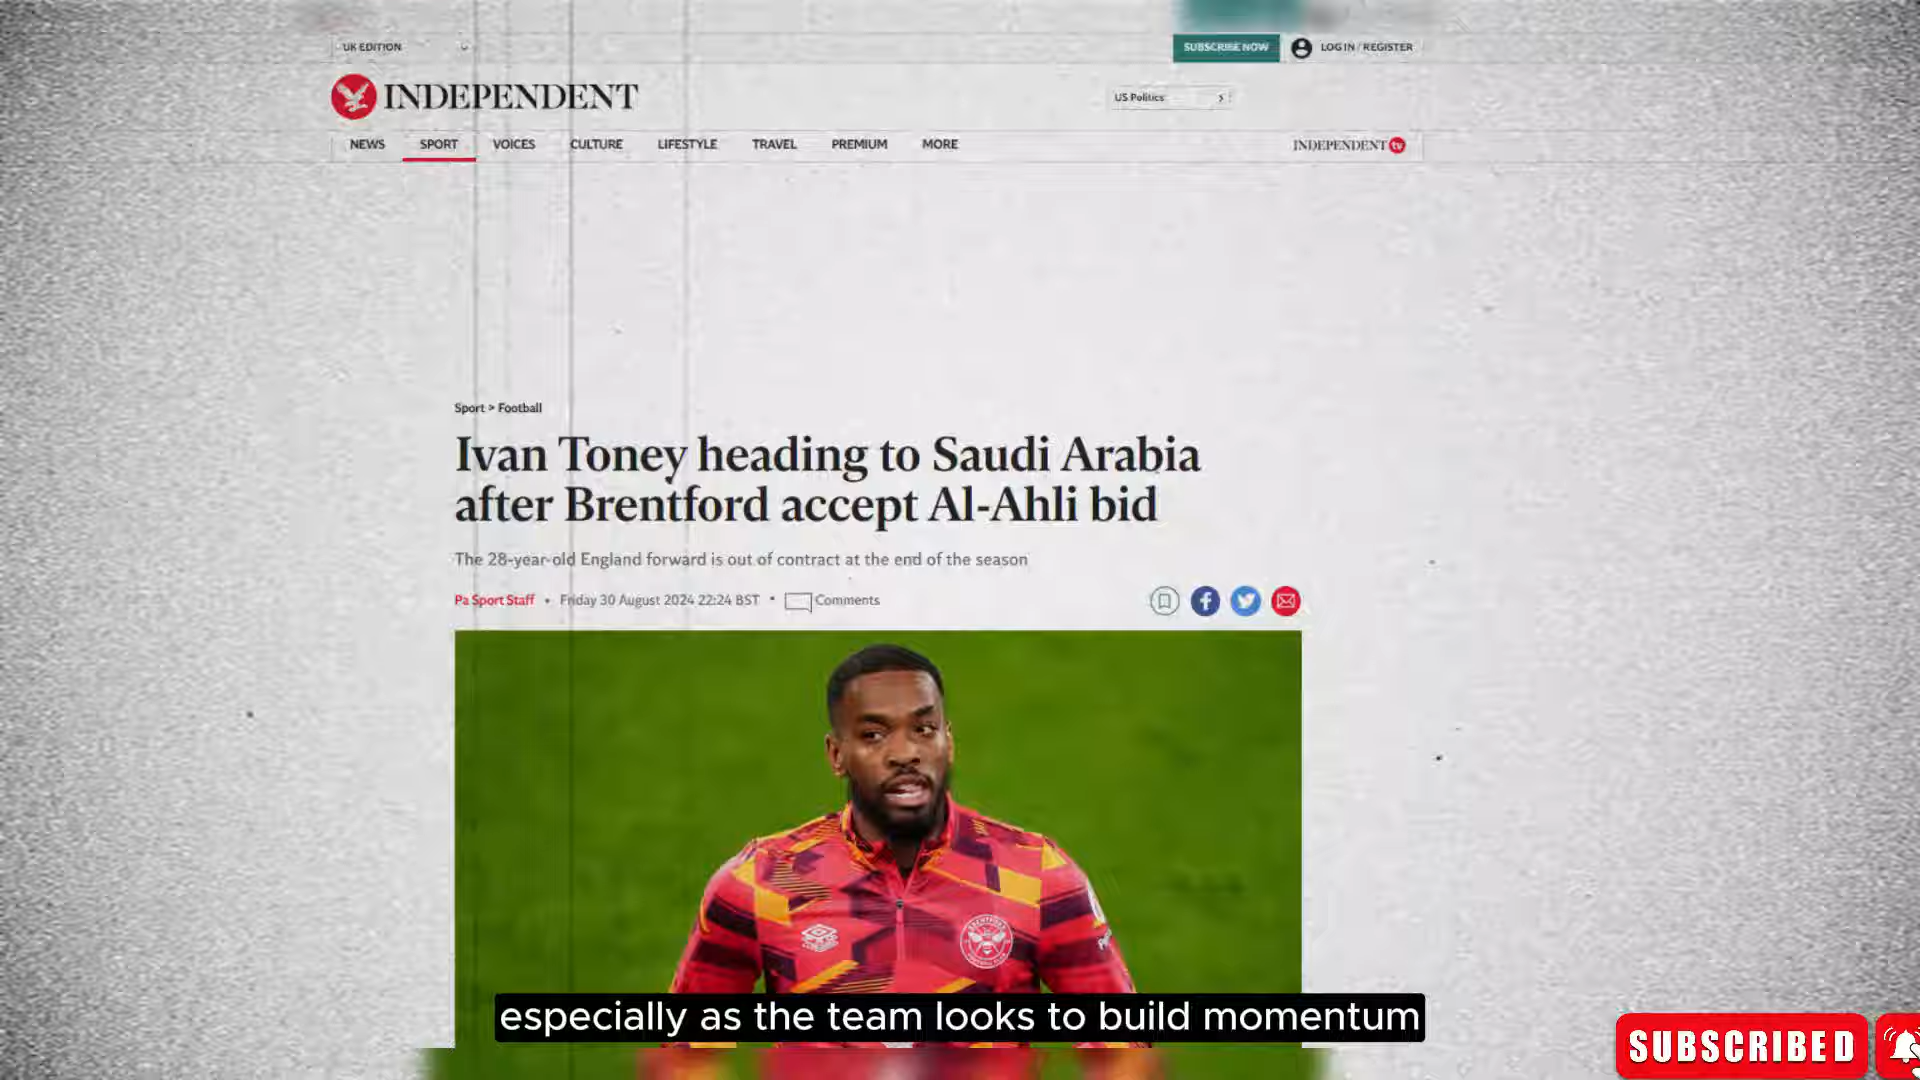 UK EDITION
SUBSCRIBE NOW
LOG IN / REGISTER
INDEPENDENT
US Politics
NEWS SPORT VOICES CULTURE LIFESTYLE TRAVEL PREMIUM MORE
INDEPENDENT tv
Sport > Football
Ivan Toney heading to Saudi Arabia
after Brentford accept Al-Ahli bid
The 28-year-old England forward is out of contract at the end of the season
Pa Sport Staff • Friday 30 August 2024 22:24 BST • Comments
especially as the team looks to build momentum
SUBSCRIBED